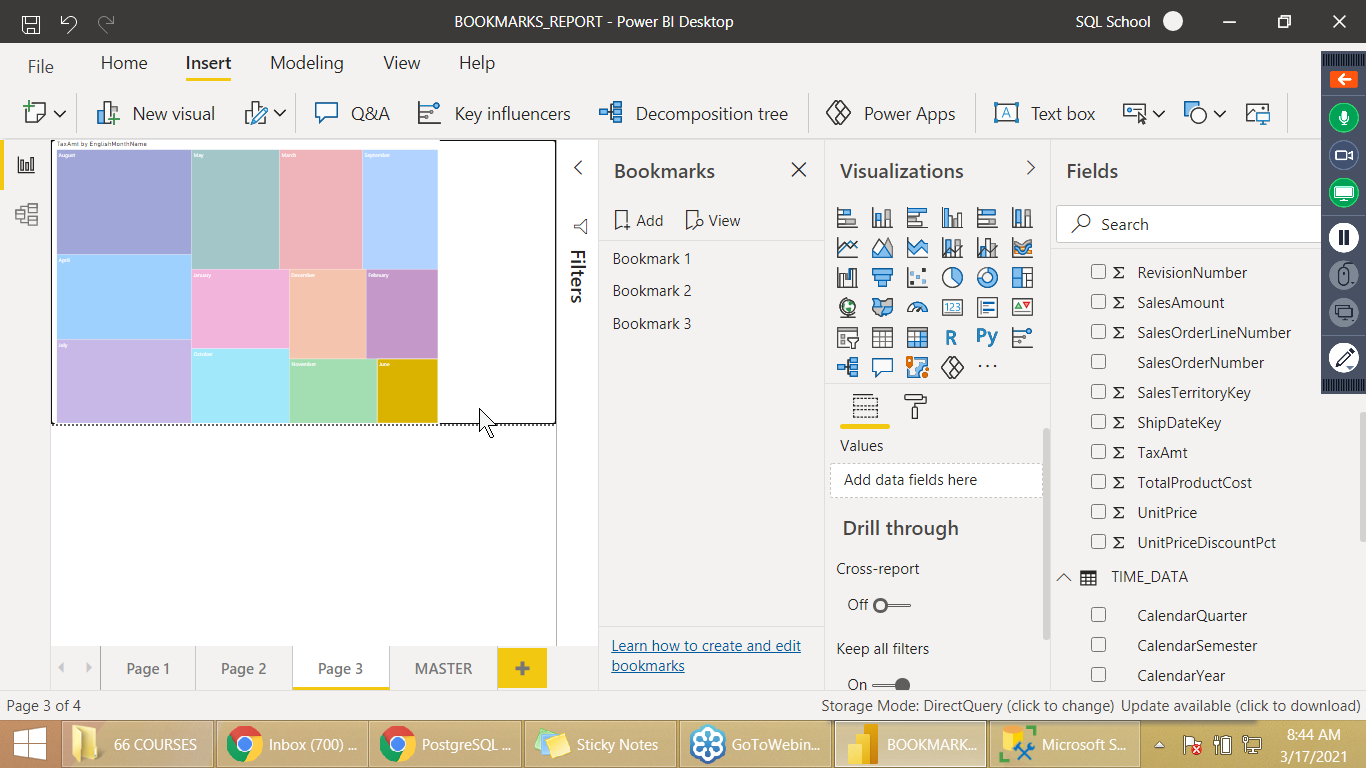 BOOKMARKS_REPORT - Power BI Desktop
SQL School
File
Home
Insert
Modeling
View
Help
New visual
Q&A
Key influencers
Decomposition tree
Power Apps
Text box
TaxAmt by EnglishMonthName
August
May
March
September
April
January
December
February
July
October
November
June
Filters
Bookmarks
Add
View
Bookmark 1
Bookmark 2
Bookmark 3
Learn how to create and edit
bookmarks
Visualizations
123
R
Py
Values
Add data fields here
Drill through
Cross-report
Off
Keep all filters
On
Fields
Search
Σ RevisionNumber
Σ SalesAmount
Σ SalesOrderLineNumber
SalesOrderNumber
Σ SalesTerritoryKey
Σ ShipDateKey
Σ TaxAmt
Σ TotalProductCost
Σ UnitPrice
Σ UnitPriceDiscountPct
TIME_DATA
CalendarQuarter
CalendarSemester
CalendarYear
Page 1
Page 2
Page 3
MASTER
Page 3 of 4
Storage Mode: DirectQuery (click to change)
Update available (click to download)
66 COURSES
Inbox (700) ...
PostgreSQL ...
Sticky Notes
GoToWebin...
BOOKMARK...
Microsoft S...
8:44 AM
3/17/2021